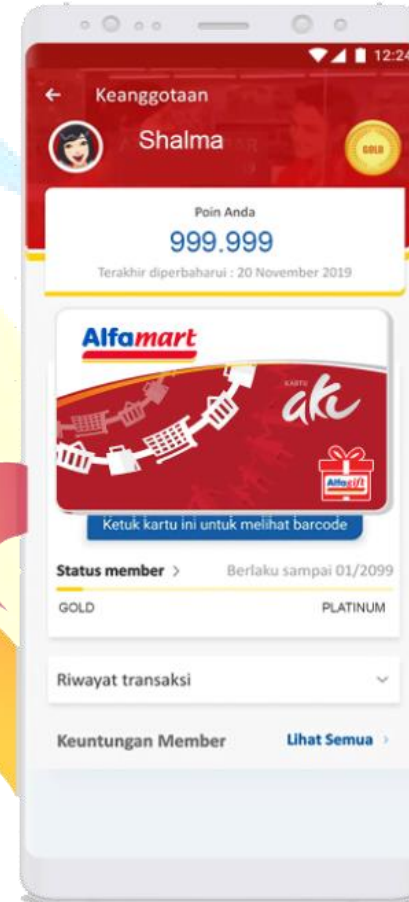 12:24
Keanggotaan
Shalma
GOLD
Poin Anda
999.999
Terakhir diperbaharui : 20 November 2019
Alfamart
KARTU
aku
Alfagift
Ketuk kartu ini untuk melihat barcode
Status member > Berlaku sampai 01/2099
GOLD PLATINUM
Riwayat transaksi
Keuntungan Member Lihat Semua >